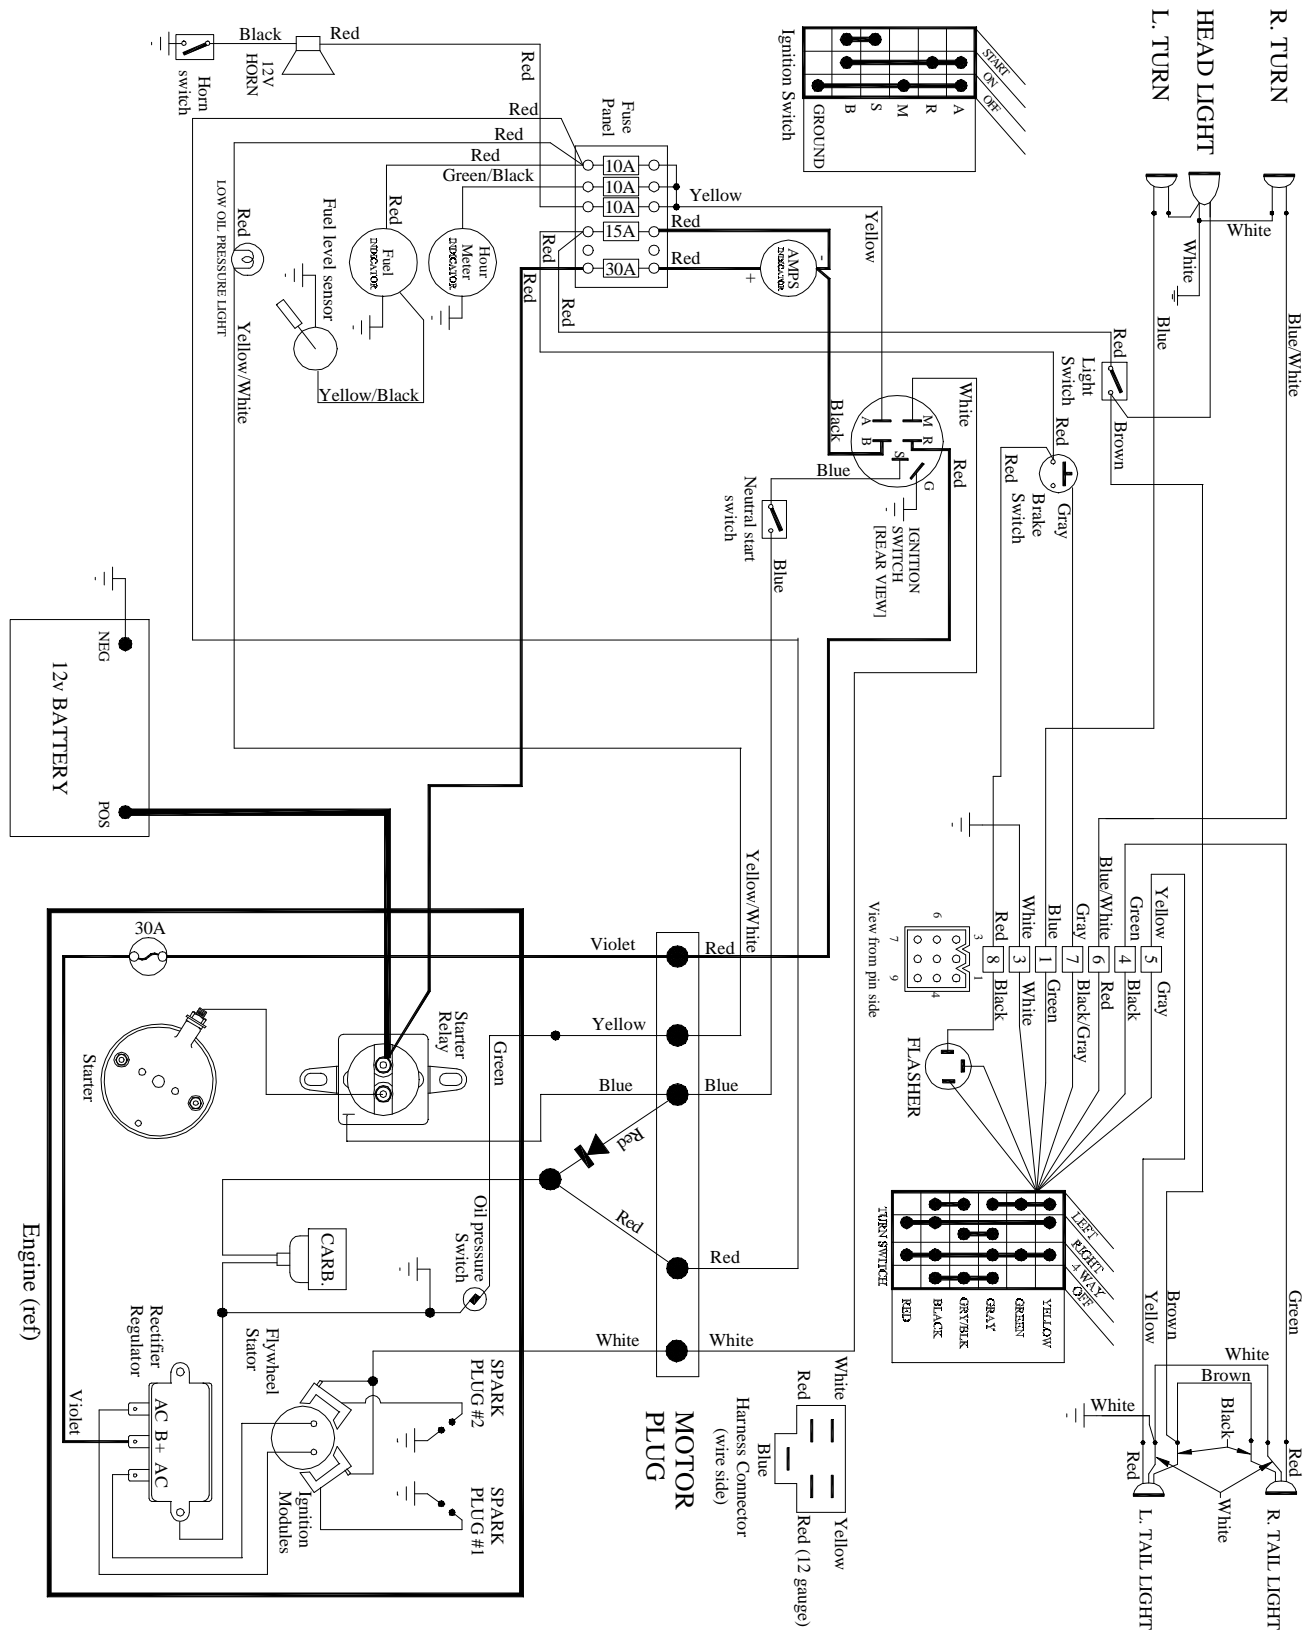 R. TURN
HEAD LIGHT
L. TURN
START
ON
OFF
A
R
M
S
B
GROUND
Ignition Switch
Red
Black
12V
HORN
Horn
switch
Red
Red
Red
Red
Green/Black
Fuse
Panel
10A
10A
10A
15A
30A
Yellow
Red
Red
AMPS
INDICATOR
-
+
Yellow
White
White
Blue
Blue/White
Red
Light
Switch
Brown
Red
Red
Red
Red
LOW OIL PRESSURE LIGHT
Red
Yellow/White
Fuel level sensor
Red
Fuel
INDICATOR
Hour
Meter
INDICATOR
Yellow/Black
Black
White
A
B
M
R
S
G
Red
Blue
IGNITION
SWITCH
[REAR VIEW]
Neutral start
switch
Blue
Red
Red
Gray
Brake
Switch
NEG
12v BATTERY
POS
Yellow/White
View from pin side
6
7
3
1
4
9
Red
8
Black
White
3
White
Blue
1
Green
Gray
7
Black/Gray
Blue/White
6
Red
Green
4
Black
Yellow
5
Gray
FLASHER
LEFT
RIGHT
4 WAY
OFF
TURN SWITCH
RED
BLACK
GRY/BLK
GRAY
GREEN
YELLOW
30A
Violet
Red
Yellow
Green
Blue
Blue
Starter
Relay
Starter
Red
Red
Red
Oil pressure
Switch
CARB.
White
White
Engine (ref)
Rectifier
Regulator
Flywheel
Stator
Violet
AC
B+
AC
SPARK
PLUG #2
SPARK
PLUG #1
Ignition
Modules
MOTOR
PLUG
Harness Connector
(wire side)
White
Red
Blue
Yellow
Red (12 gauge)
Yellow
Brown
Green
White
Brown
White
Black
Red
Red
White
R. TAIL LIGHT
L. TAIL LIGHT